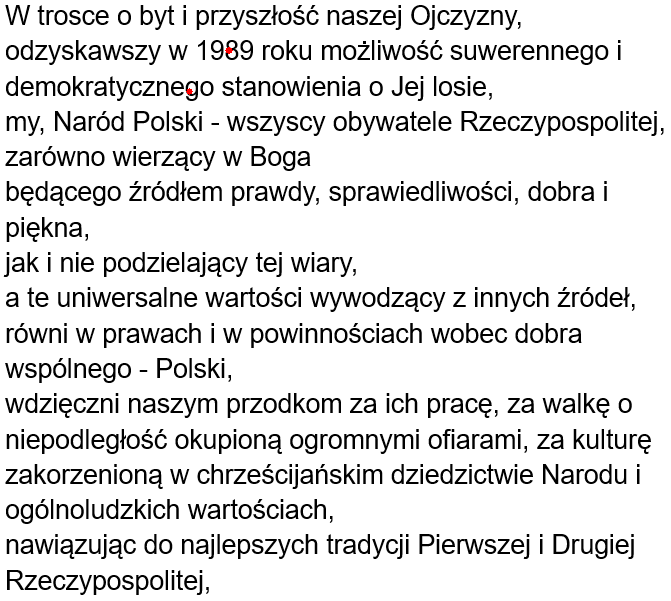 W trosce o byt i przyszłość naszej Ojczyzny,
odzyskawszy w 1989 roku możliwość suwerennego i
demokratycznego stanowienia o Jej losie,
my, Naród Polski - wszyscy obywatele Rzeczypospolitej,
zarówno wierzący w Boga
będącego źródłem prawdy, sprawiedliwości, dobra i
piękna,
jak i nie podzielający tej wiary,
a te uniwersalne wartości wywodzący z innych źródeł,
równi w prawach i w powinnościach wobec dobra
wspólnego - Polski,
wdzięczni naszym przodkom za ich pracę, za walkę o
niepodległość okupioną ogromnymi ofiarami, za kulturę
zakorzenioną w chrześcijańskim dziedzictwie Narodu i
ogólnoludzkich wartościach,
nawiązując do najlepszych tradycji Pierwszej i Drugiej
Rzeczypospolitej,